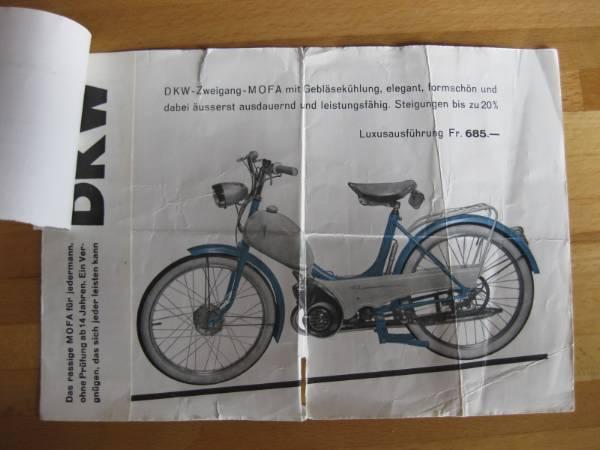 DKW-Zweigang-MOFA mit Gebläsekühlung, elegant, formschön und
dabei äusserst ausdauernd und leistungsfähig. Steigungen bis zu 20%
Luxusausführung Fr. 685.—
DKW
Das rassige MOFA für jedermann,
ohne Prüfung ab 14 Jahren. Ein Ver-
gnügen, das sich jeder leisten kann